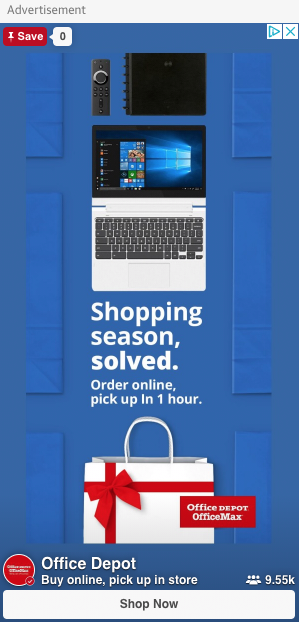 Advertisement
Save
0
Shopping
season,
solved.
Order online,
pick up In 1 hour.
Office DEPOT
OfficeMax
Office Depot
Buy online, pick up in store
9.55k
Shop Now